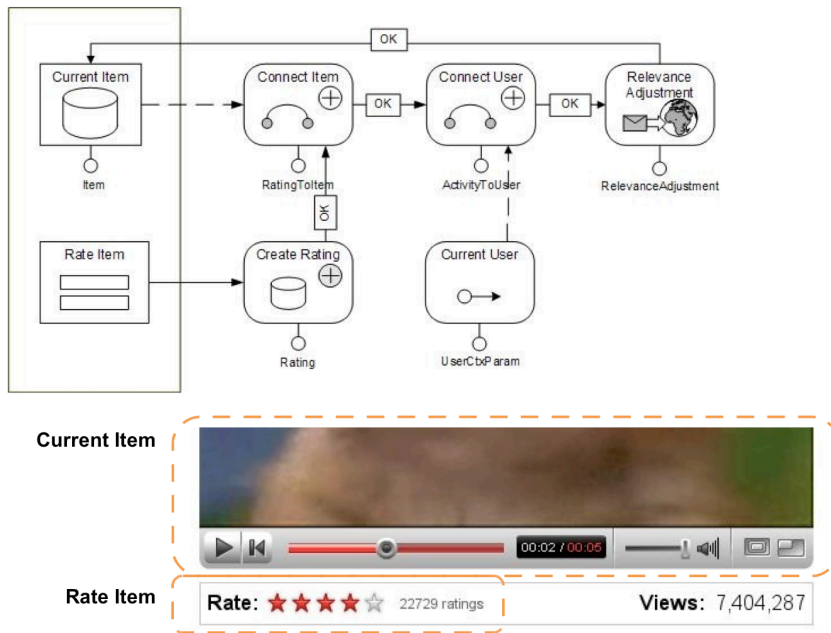 OK
Current Item
Connect Item
Connect User
Relevance
Adjustment
OK
OK
Item
RatingToItem
ActivityToUser
RelevanceAdjustment
OK
Rate Item
Create Rating
Current User
Rating
UserCtxParam
Current Item
00:02 / 00:05
Rate Item
Rate: 22729 ratings Views: 7,404,287